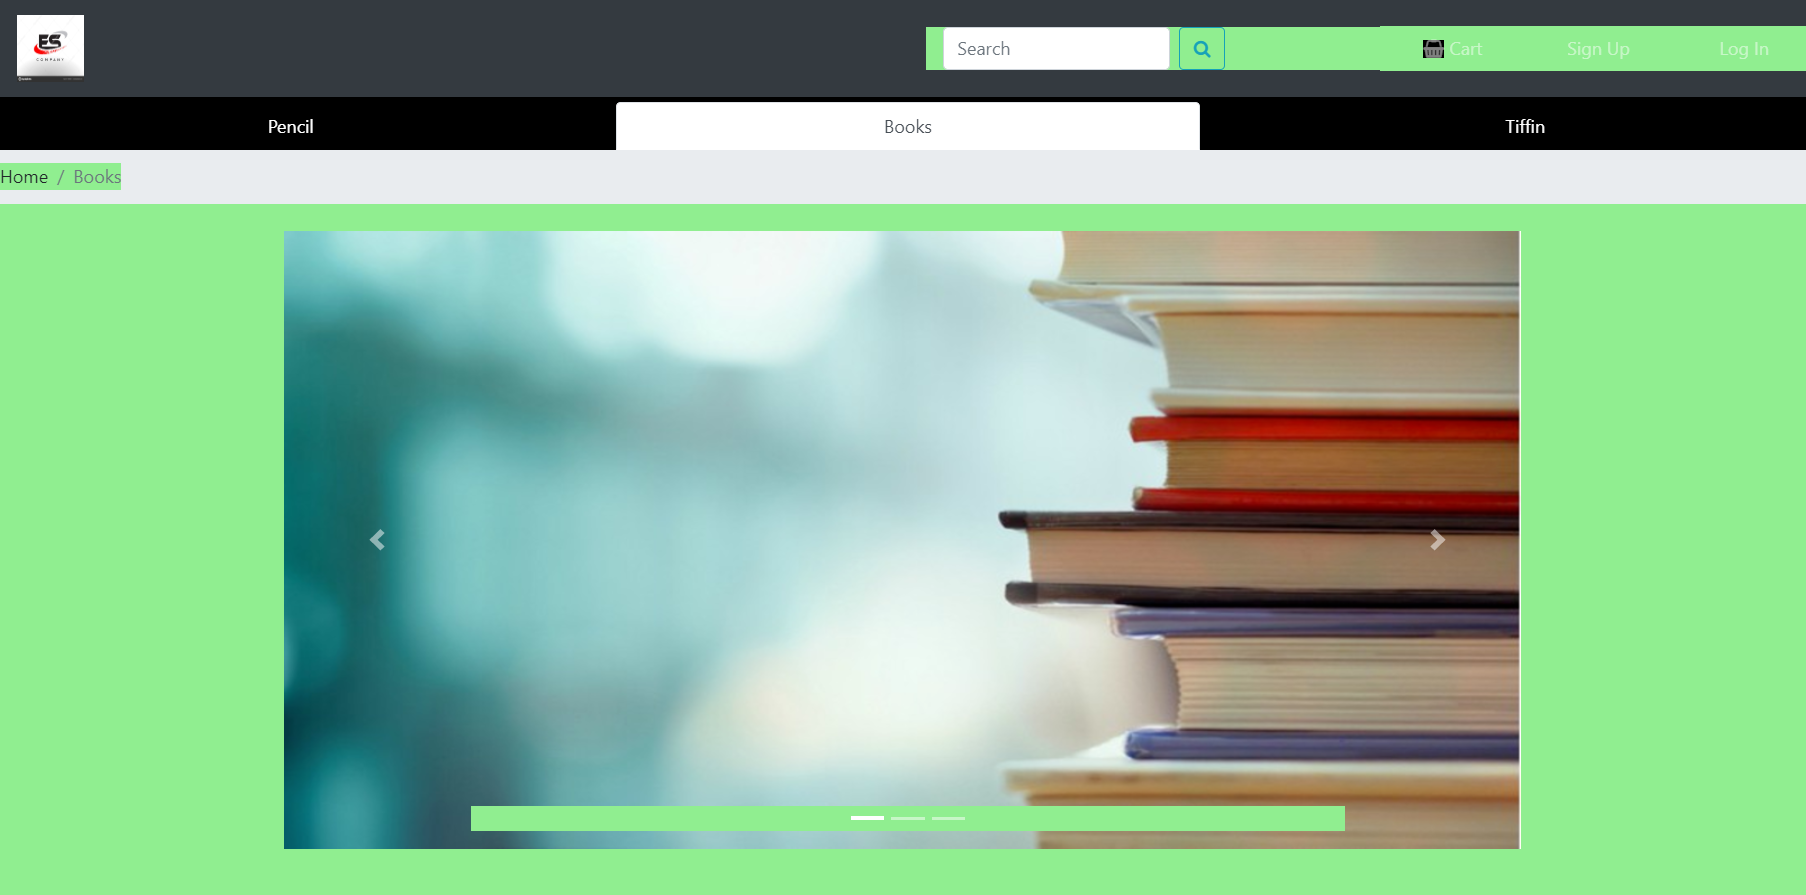 ES
COMPANY
Search
Cart
Sign Up
Log In
Pencil
Books
Tiffin
Home / Books